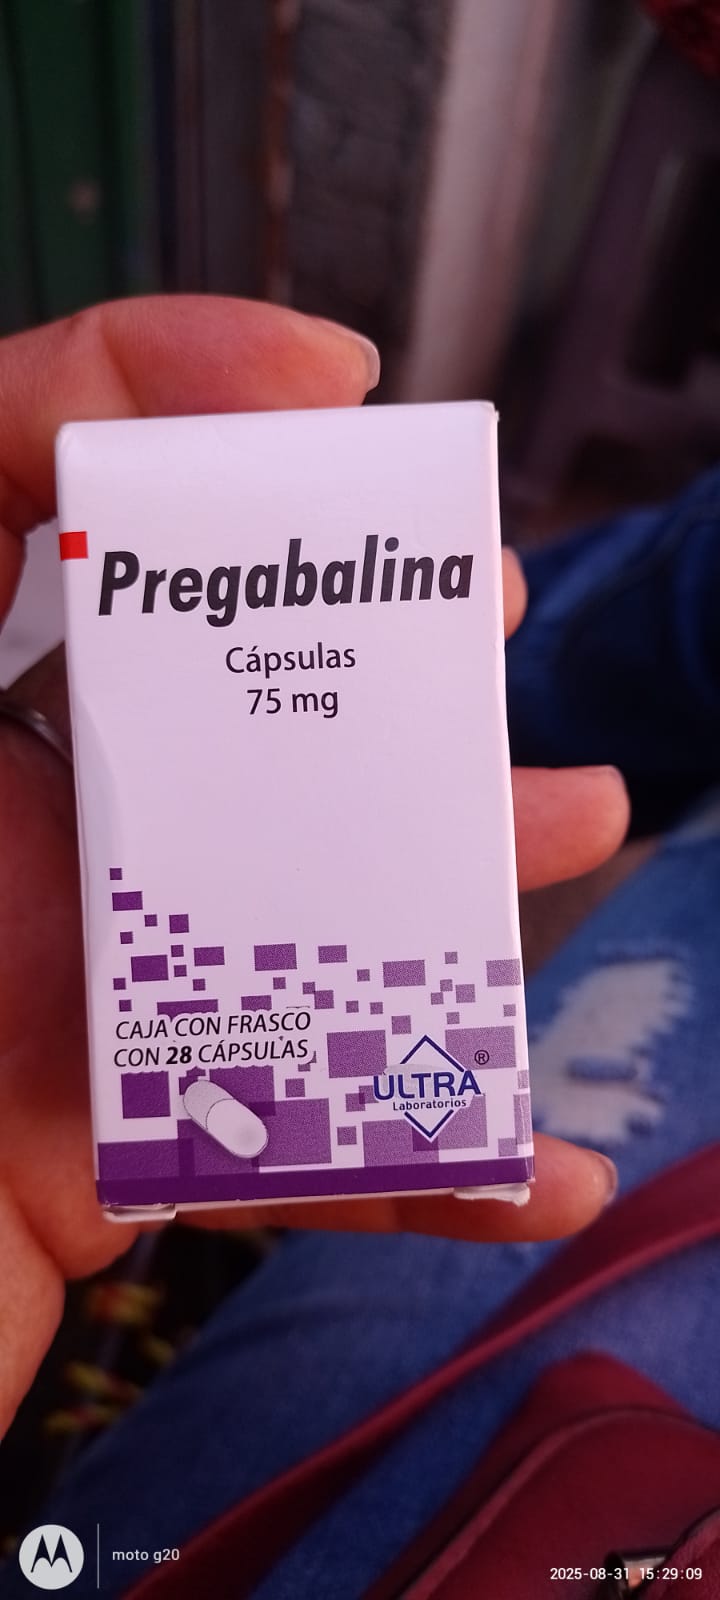 Pregabalina
Cápsulas
75 mg
CAJA CON FRASCO
CON 28 CÁPSULAS
ULTRA ®
Laboratorios
moto g20
2025-08-31 15:29:09